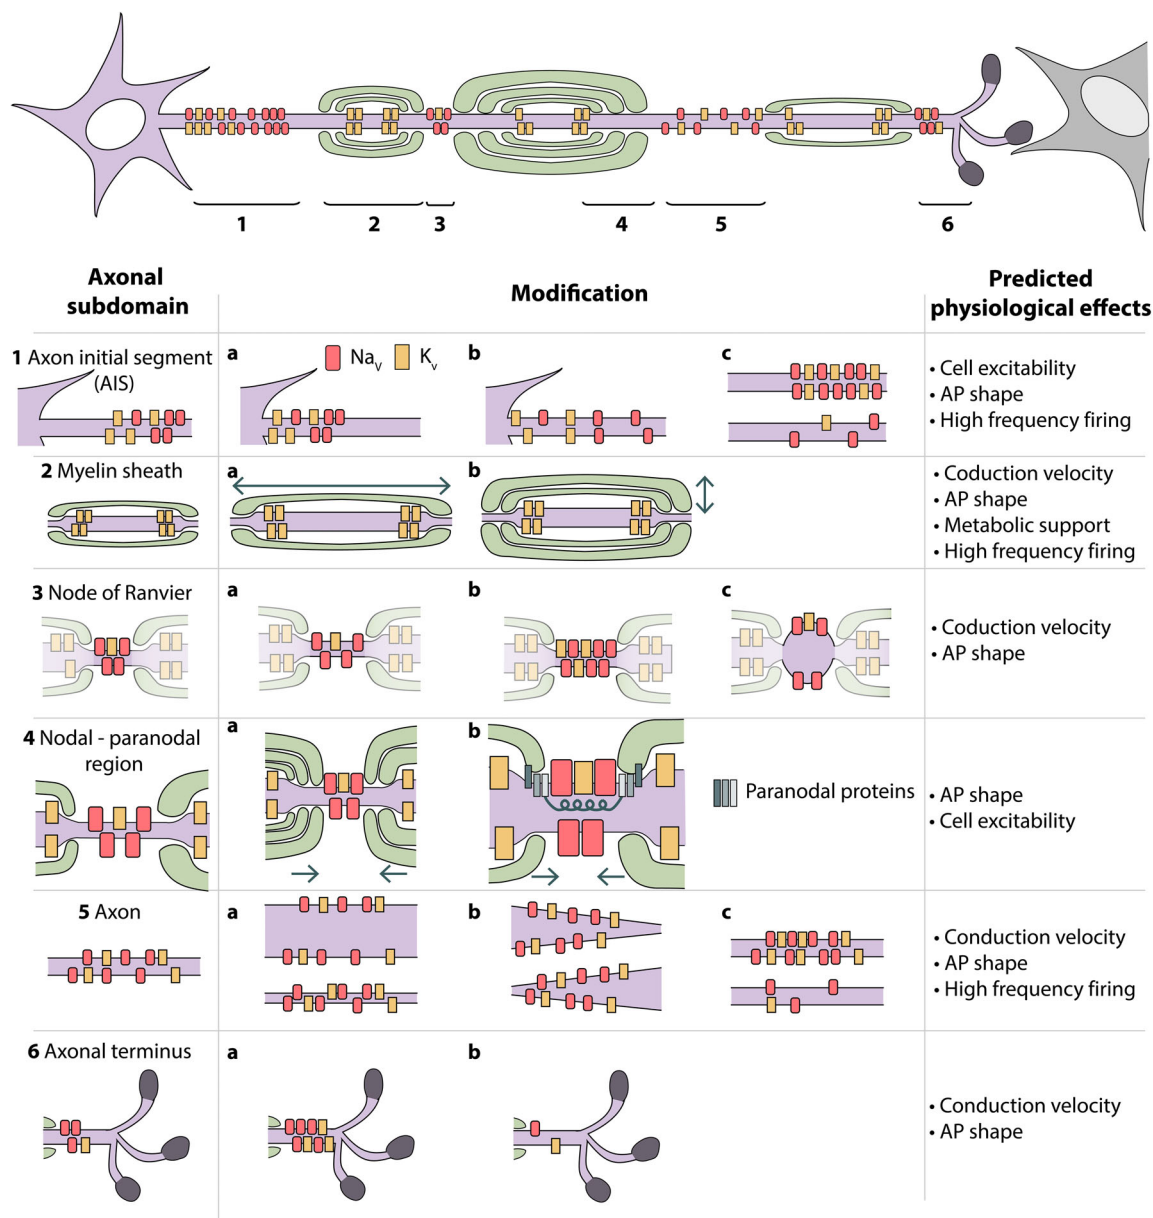 1
2
3
4
5
6
Axonal
subdomain
Modification
Predicted
physiological effects
1 Axon initial segment
(AIS)
a
Nav
Kv
b
c
• Cell excitability
• AP shape
• High frequency firing
2 Myelin sheath
a
b
• Coduction velocity
• AP shape
• Metabolic support
• High frequency firing
3 Node of Ranvier
a
b
c
• Coduction velocity
• AP shape
4 Nodal - paranodal
region
a
b
Paranodal proteins
• AP shape
• Cell excitability
5 Axon
a
b
c
• Conduction velocity
• AP shape
• High frequency firing
6 Axonal terminus
a
b
• Conduction velocity
• AP shape